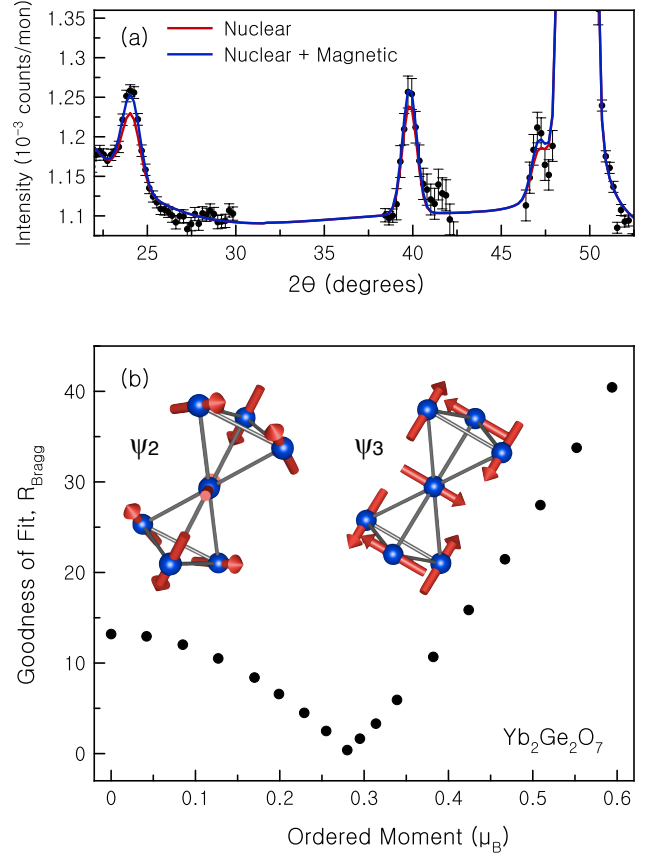 (a)
Nuclear
Nuclear + Magnetic
Intensity (10⁻³ counts/mon)
1.35
1.30
1.25
1.2
1.15
1.1
25
30
35
40
45
50
2Θ (degrees)
(b)
ψ2
ψ3
Goodness of Fit, R_Bragg
40
30
20
10
0
Yb₂Ge₂O₇
0
0.1
0.2
0.3
0.4
0.5
0.6
Ordered Moment (μ_B)